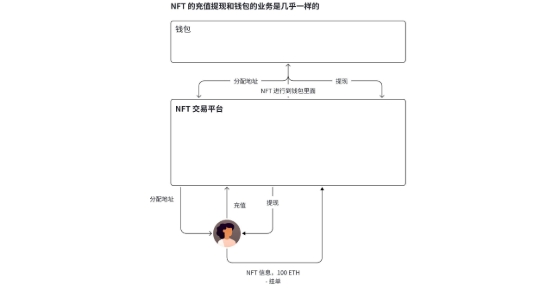 NFT 的充值提现和钱包的业务是几乎一样的
钱包
分配地址
提现
NFT 进行到钱包里面
NFT 交易平台
分配地址
充值
提现
NFT 信息，100 ETH
- 挂单